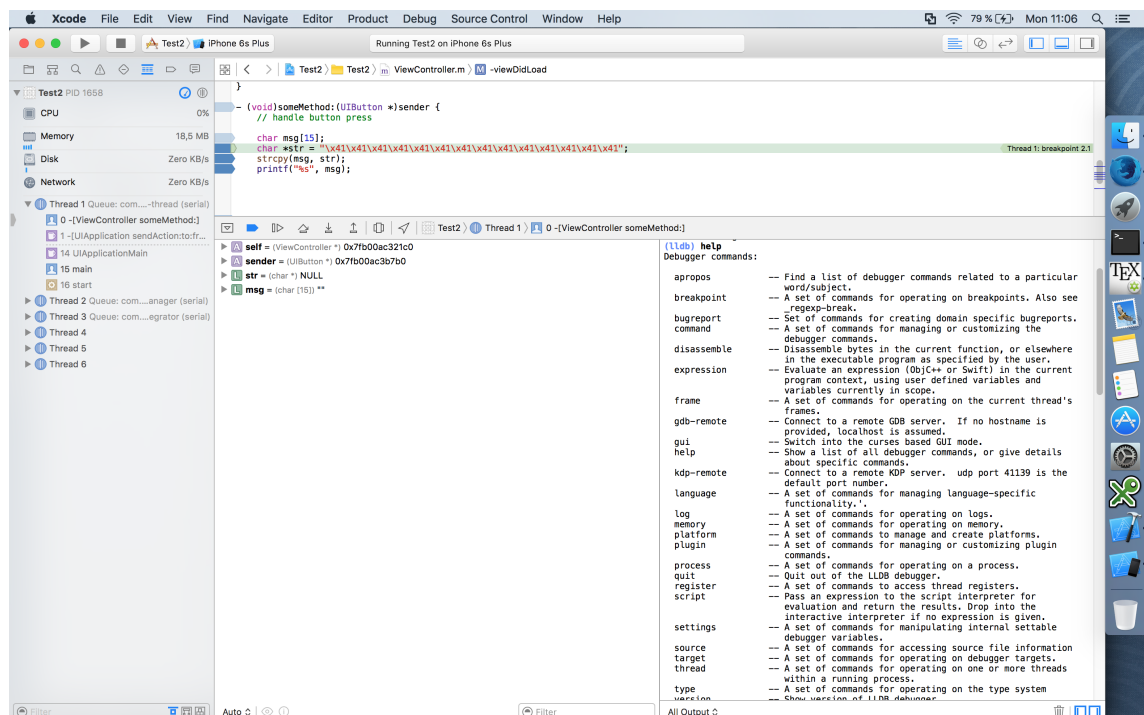 Xcode File Edit View Find Navigate Editor Product Debug Source Control Window Help 79 % Mon 11:06
Test2 iPhone 6s Plus Running Test2 on iPhone 6s Plus
Test2 Test2 ViewController.m M -viewDidLoad
Test2 PID 1658
CPU 0%
Memory 18,5 MB
Disk Zero KB/s
Network Zero KB/s
Thread 1 Queue: com....-thread (serial)
0 -[ViewController someMethod:]
1 -[UIApplication sendAction:to:fr...
14 UIApplicationMain
15 main
16 start
Thread 2 Queue: com....anager (serial)
Thread 3 Queue: com....egrator (serial)
Thread 4
Thread 5
Thread 6
Filter
}
- (void)someMethod:(UIButton *)sender {
// handle button press
char msg[15];
char *str = "\x41\x41\x41\x41\x41\x41\x41\x41\x41\x41\x41\x41\x41\x41\x41\x41"; Thread 1: breakpoint 2.1
strcpy(msg, str);
printf("%s", msg);
Test2 Thread 1 0 -[ViewController someMethod:]
A self = (ViewController *) 0x7fb00ac321c0
A sender = (UIButton *) 0x7fb00ac3b7b0
L str = (char *) NULL
L msg = (char [15]) ""
Auto Filter
(lldb) help
Debugger commands:
apropos -- Find a list of debugger commands related to a particular
word/subject.
breakpoint -- A set of commands for operating on breakpoints. Also see
_regexp-break.
bugreport -- Set of commands for creating domain specific bugreports.
command -- A set of commands for managing or customizing the
debugger commands.
disassemble -- Disassemble bytes in the current function, or elsewhere
in the executable program as specified by the user.
expression -- Evaluate an expression (ObjC++ or Swift) in the current
program context, using user defined variables and
variables currently in scope.
frame -- A set of commands for operating on the current thread's
frames.
gdb-remote -- Connect to a remote GDB server. If no hostname is
provided, localhost is assumed.
gui -- Switch into the curses based GUI mode.
help -- Show a list of all debugger commands, or give details
about specific commands.
kdp-remote -- Connect to a remote KDP server. udp port 41139 is the
default port number.
language -- A set of commands for managing language-specific
functionality.'.
log -- A set of commands for operating on logs.
memory -- A set of commands for operating on memory.
platform -- A set of commands to manage and create platforms.
plugin -- A set of commands for managing or customizing plugin
commands.
process -- A set of commands for operating on a process.
quit -- Quit out of the LLDB debugger.
register -- A set of commands to access thread registers.
script -- Pass an expression to the script interpreter for
evaluation and return the results. Drop into the
interactive interpreter if no expression is given.
settings -- A set of commands for manipulating internal settable
debugger variables.
source -- A set of commands for accessing source file information
target -- A set of commands for operating on debugger targets.
thread -- A set of commands for operating on one or more threads
within a running process.
type -- A set of commands for operating on the type system
version -- Show version of LLDB debugger.
All Output
TEX